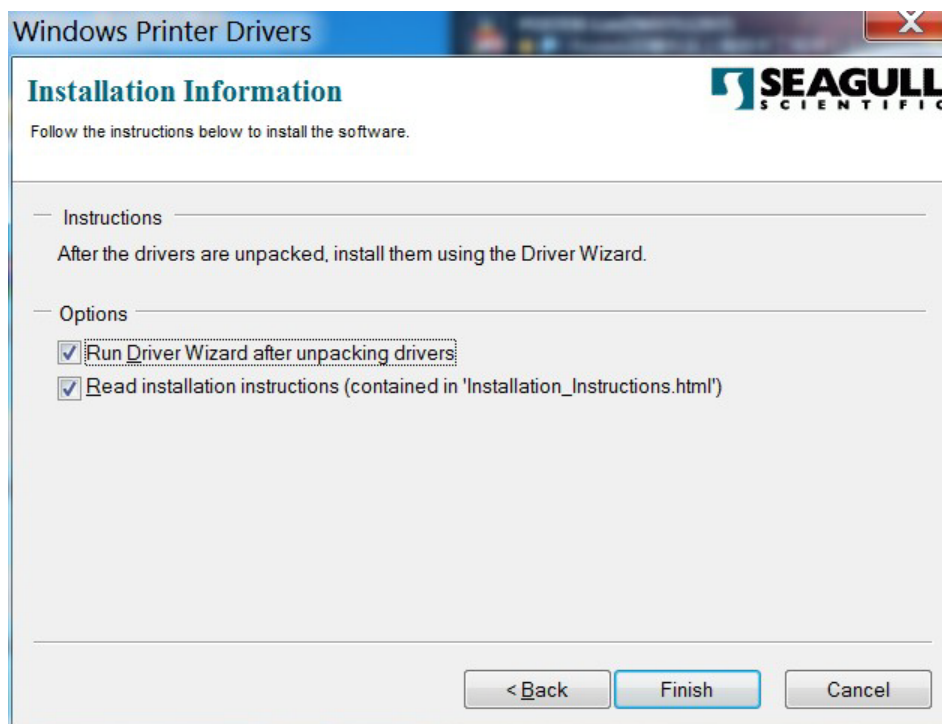 Windows Printer Drivers
Installation Information
SEAGULL
SCIENTIFIC
Follow the instructions below to install the software.
Instructions
After the drivers are unpacked, install them using the Driver Wizard.
Options
Run Driver Wizard after unpacking drivers
Read installation instructions (contained in 'Installation_Instructions.html')
< Back
Finish
Cancel